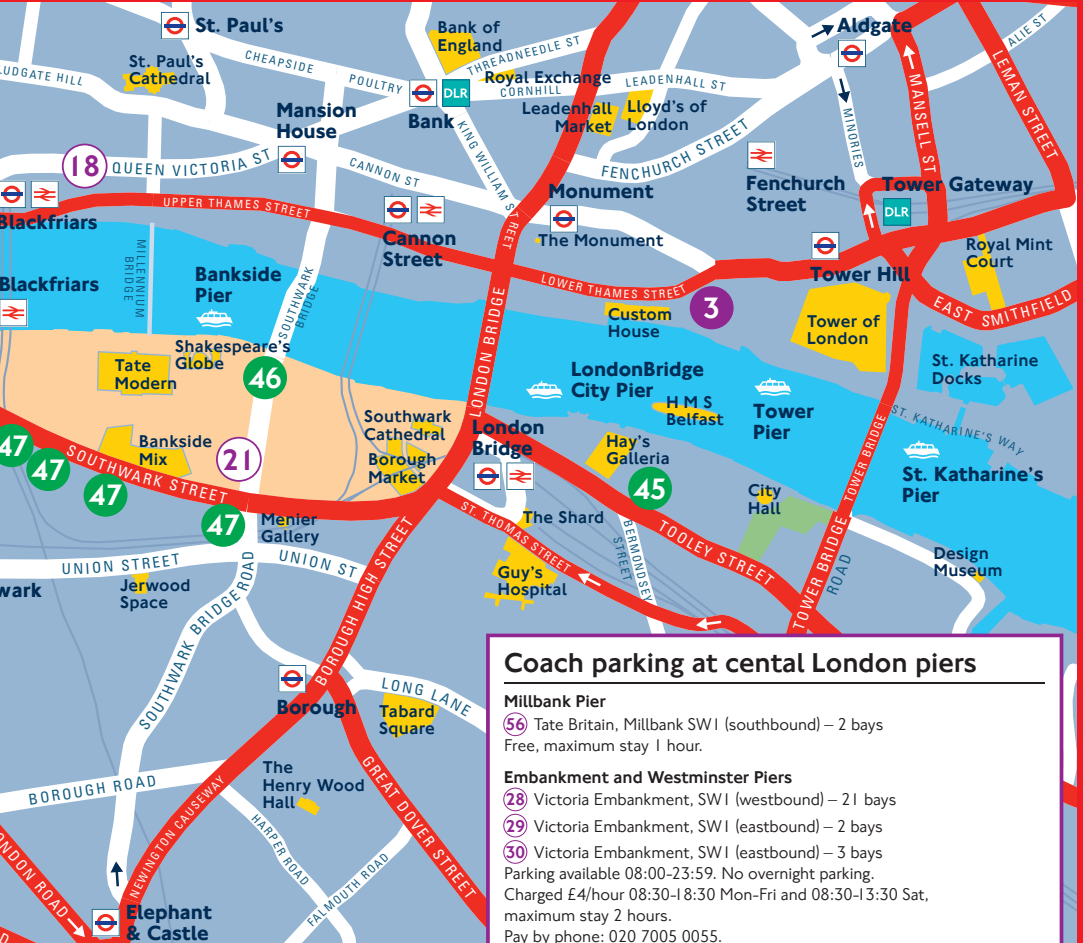 St. Paul's
St. Paul's
Cathedral
LUDGATE HILL
CHEAPSIDE
POULTRY
Bank of
England
THREADNEEDLE ST
Royal Exchange
CORNHILL
LEADENHALL ST
Leadenhall
Market
Lloyd's of
London
Aldgate
ALIE ST
LEMAN STREET
MANSELL ST
MINORIES
DLR
Bank
Mansion
House
KING WILLIAM STREET
18
QUEEN VICTORIA ST
CANNON ST
FENCHURCH STREET
Fenchurch
Street
Tower Gateway
DLR
Monument
The Monument
Blackfriars
UPPER THAMES STREET
Cannon
Street
Tower Hill
Royal Mint
Court
Blackfriars
MILLENNIUM
BRIDGE
Bankside
Pier
SOUTHWARK
BRIDGE
LOWER THAMES STREET
3
Custom
House
Tower of
London
EAST SMITHFIELD
LONDON BRIDGE
Shakespeare's
Globe
Tate
Modern
46
LondonBridge
City Pier
H M S
Belfast
Tower
Pier
St. Katharine
Docks
ST. KATHARINE'S WAY
St. Katharine's
Pier
TOWER BRIDGE
Southwark
Cathedral
Borough
Market
London
Bridge
Hay's
Galleria
45
City
Hall
Bankside
Mix
21
47
47
47
47
SOUTHWARK STREET
Menier
Gallery
The Shard
ST. THOMAS STREET
BERMONDSEY
STREET
TOOLEY STREET
TOWER BRIDGE
ROAD
Design
Museum
Guy's
Hospital
UNION STREET
UNION ST
wark
Jerwood
Space
SOUTHWARK BRIDGE ROAD
BOROUGH HIGH STREET
Borough
LONG LANE
Tabard
Square
BOROUGH ROAD
The
Henry Wood
Hall
NEWINGTON CAUSEWAY
HARPER ROAD
FALMOUTH ROAD
GREAT DOVER STREET
ONDON ROAD
Elephant
& Castle
Coach parking at cental London piers
Millbank Pier
56 Tate Britain, Millbank SW1 (southbound) – 2 bays
Free, maximum stay 1 hour.
Embankment and Westminster Piers
28 Victoria Embankment, SW1 (westbound) – 21 bays
29 Victoria Embankment, SW1 (eastbound) – 2 bays
30 Victoria Embankment, SW1 (eastbound) – 3 bays
Parking available 08:00-23:59. No overnight parking.
Charged £4/hour 08:30-18:30 Mon-Fri and 08:30-13:30 Sat,
maximum stay 2 hours.
Pay by phone: 020 7005 0055.